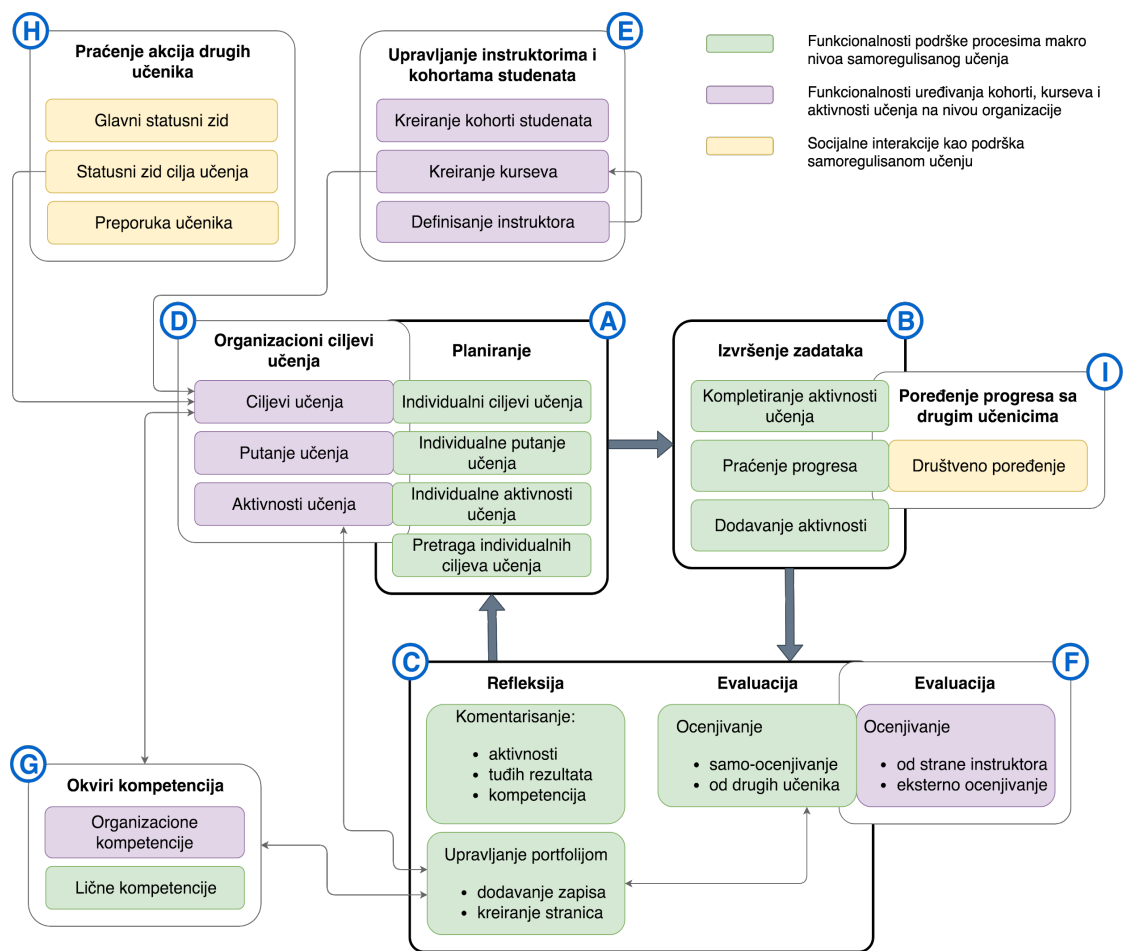 H
Praćenje akcija drugih
učenika
Glavni statusni zid
Statusni zid cilja učenja
Preporuka učenika
E
Upravljanje instruktorima i
kohortama studenata
Kreiranje kohorti studenata
Kreiranje kurseva
Definisanje instruktora
Funkcionalnosti podrške procesima makro
nivoa samoregulisanog učenja
Funkcionalnosti uređivanja kohorti, kurseva i
aktivnosti učenja na nivou organizacije
Socijalne interakcije kao podrška
samoregulisanom učenju
D
Organizacioni ciljevi
učenja
Ciljevi učenja
Putanje učenja
Aktivnosti učenja
A
Planiranje
Individualni ciljevi učenja
Individualne putanje
učenja
Individualne aktivnosti
učenja
Pretraga individualnih
ciljeva učenja
B
Izvršenje zadataka
Kompletiranje aktivnosti
učenja
Praćenje progresa
Dodavanje aktivnosti
I
Poređenje progresa sa
drugim učenicima
Društveno poređenje
C
Refleksija
Komentarisanje:
• aktivnosti
• tuđih rezultata
• kompetencija
Upravljanje portfolijom
• dodavanje zapisa
• kreiranje stranica
Evaluacija
Ocenjivanje
• samo-ocenjivanje
• od drugih učenika
F
Evaluacija
Ocenjivanje
• od strane instruktora
• eksterno ocenjivanje
G
Okviri kompetencija
Organizacione
kompetencije
Lične kompetencije